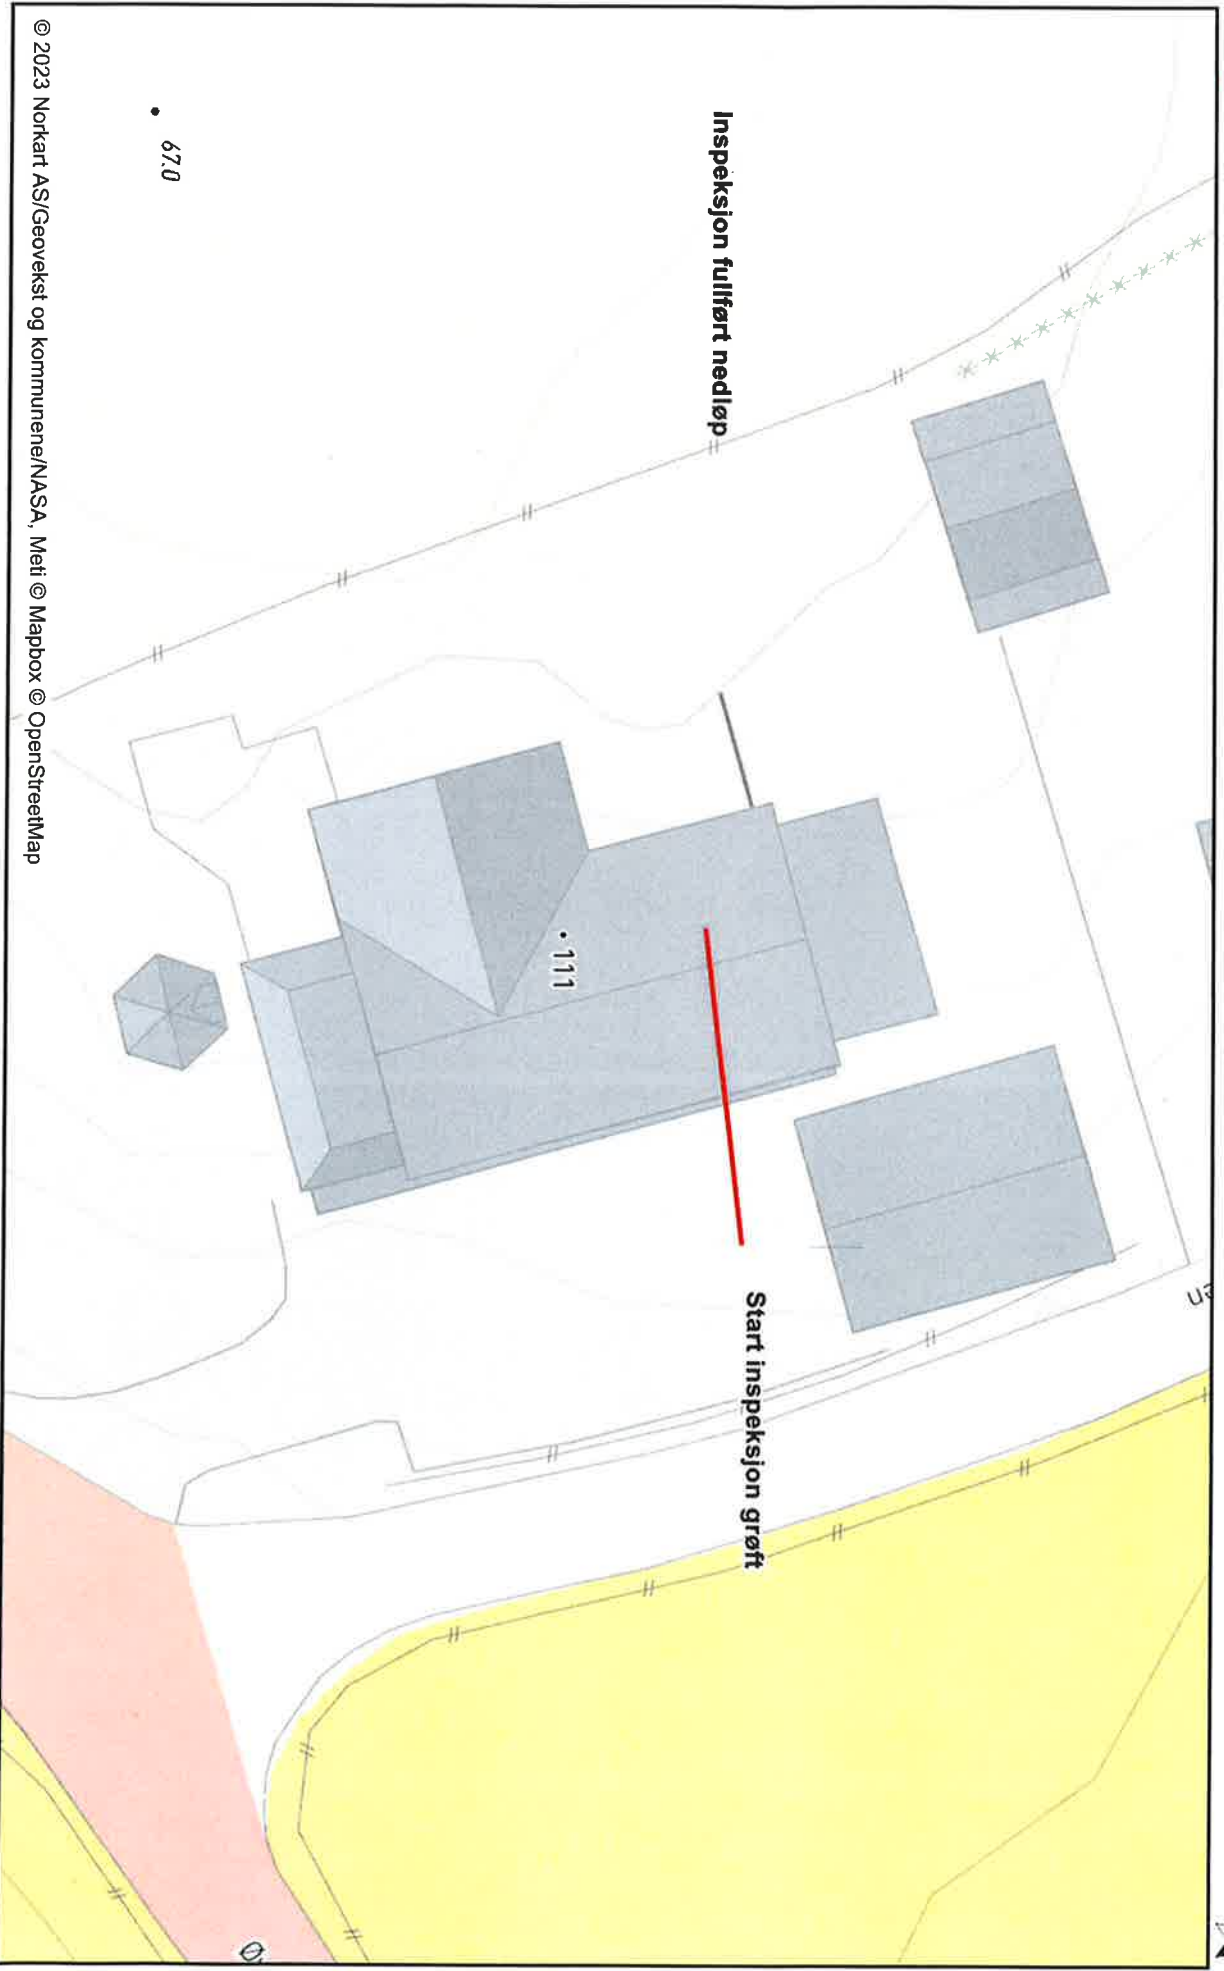 Inspeksjon fullført nedløp
Start inspeksjon grøft
111
67.0
en
© 2023 Norkart AS/Geovekst og kommunene/NASA, Meti © Mapbox © OpenStreetMap